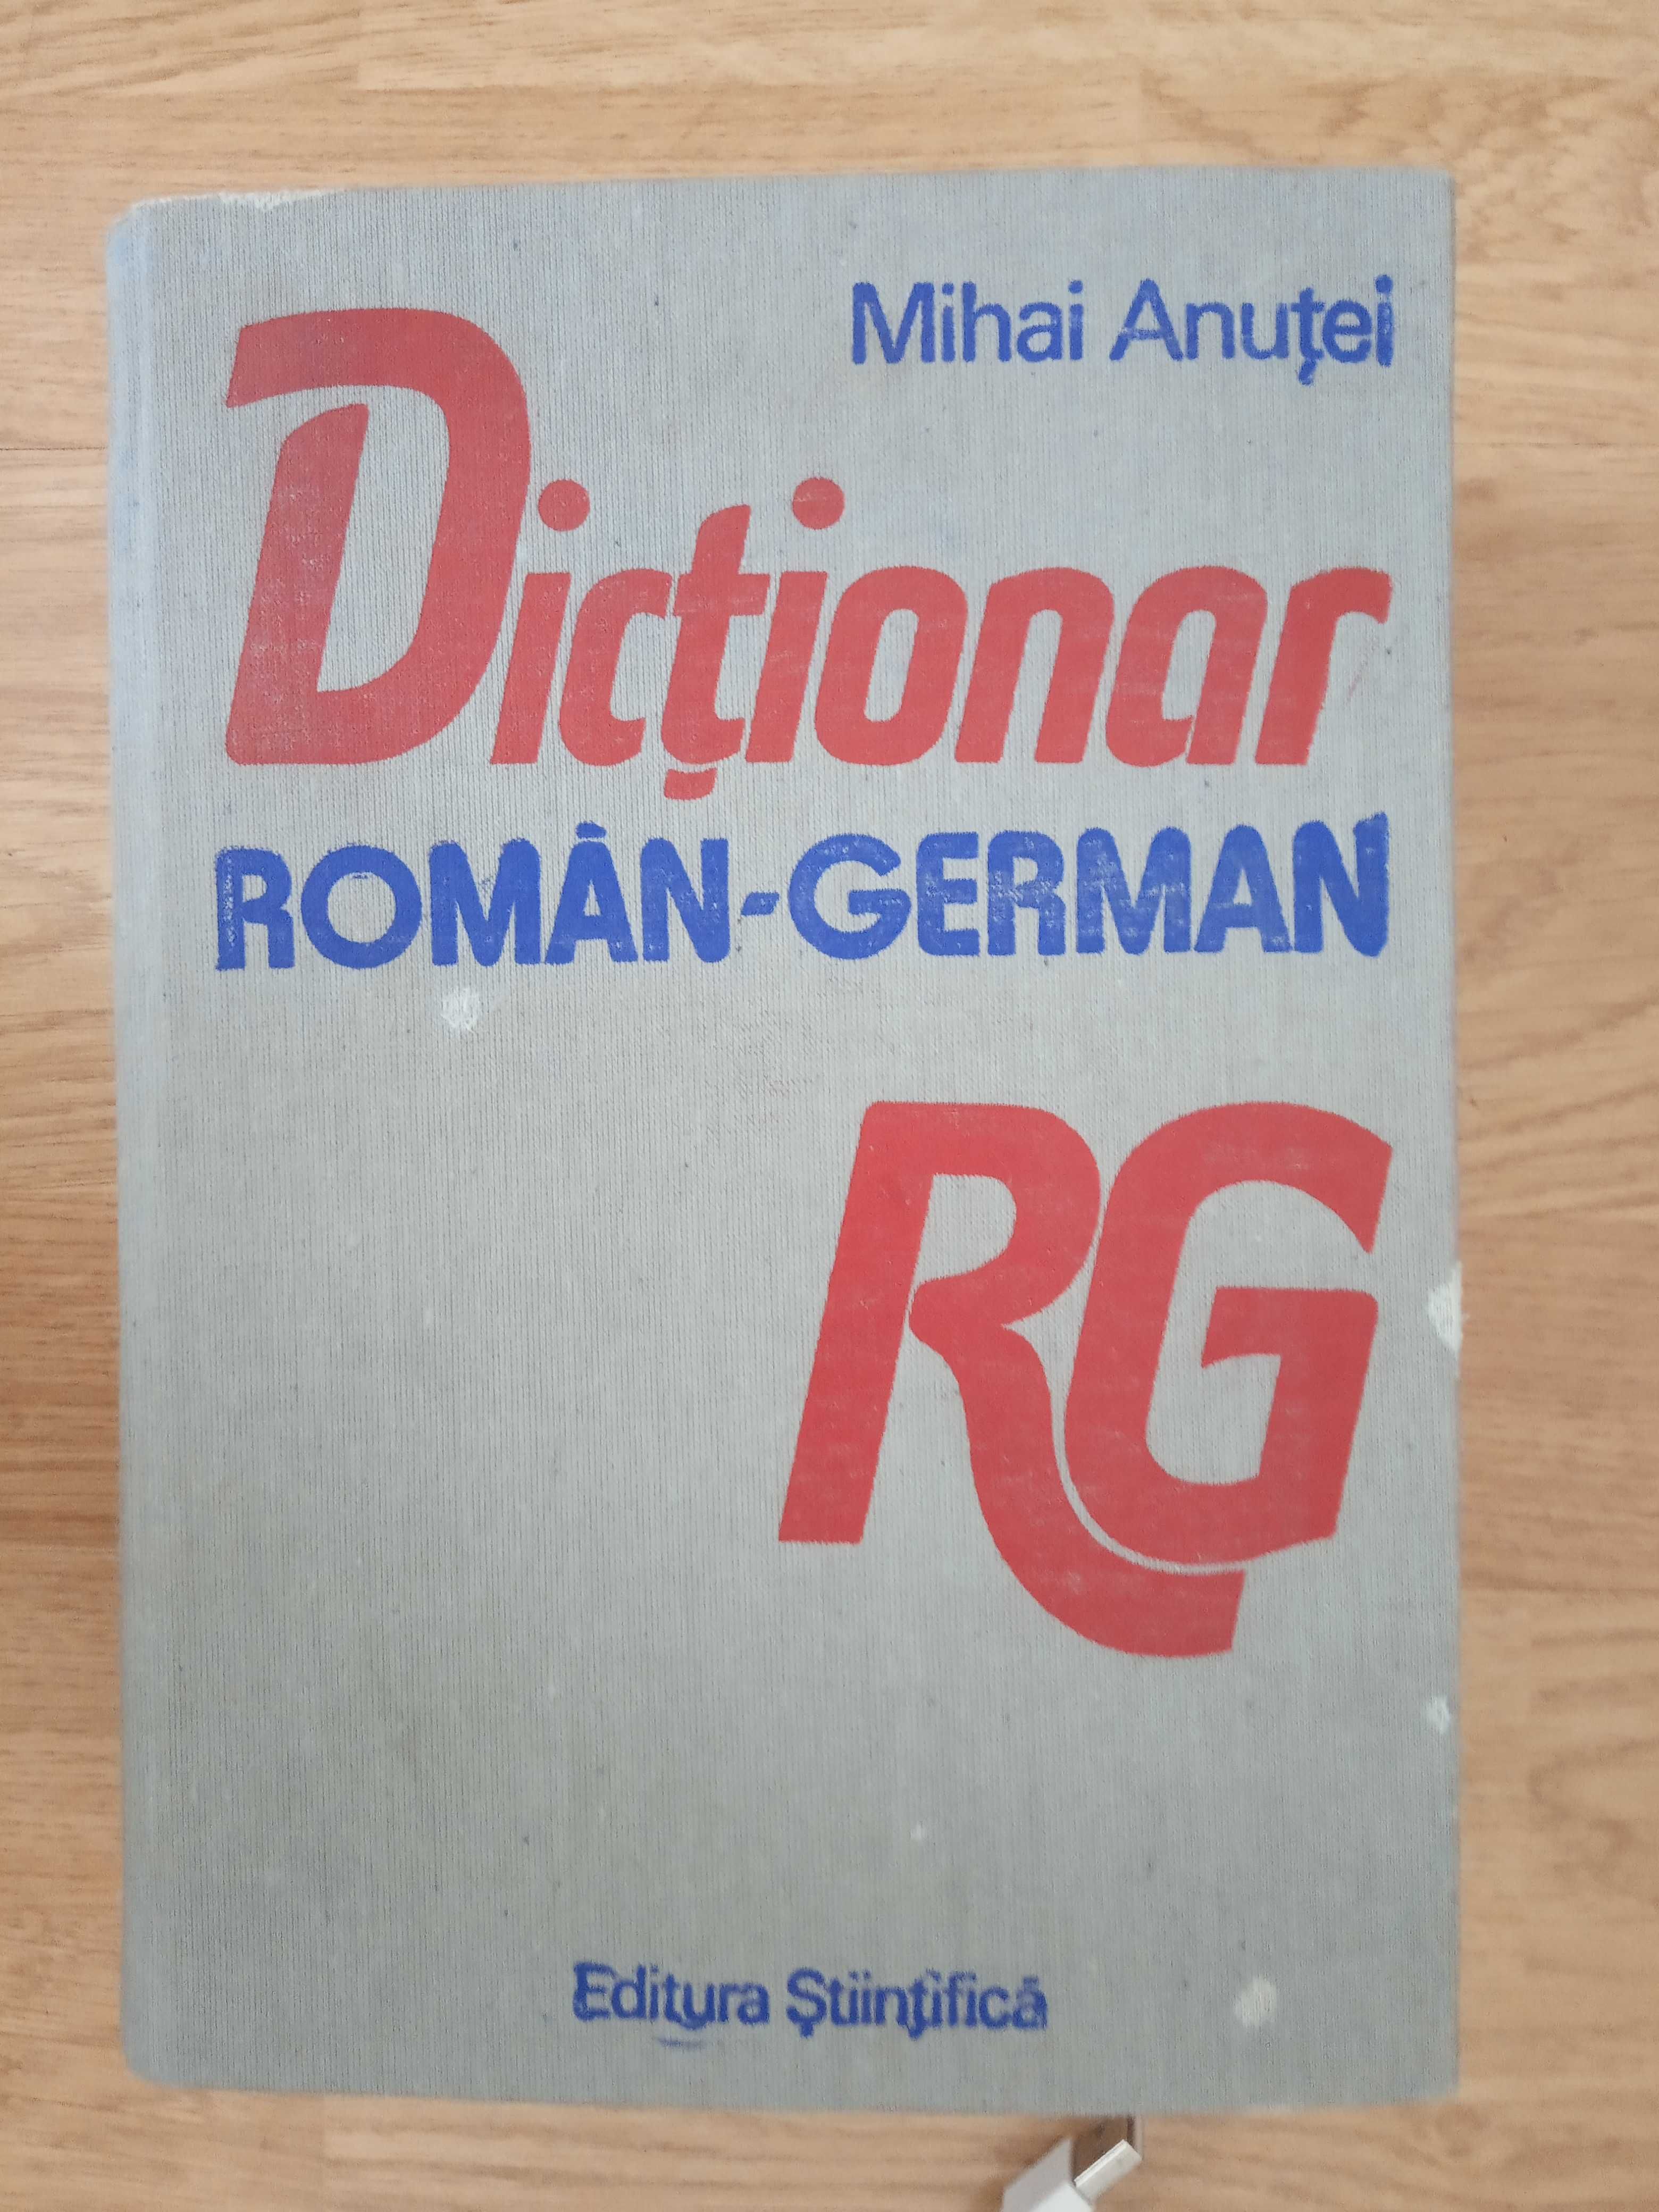 Mihai Anuței
Dicționar
ROMÂN-GERMAN
RG
Editura Științifică